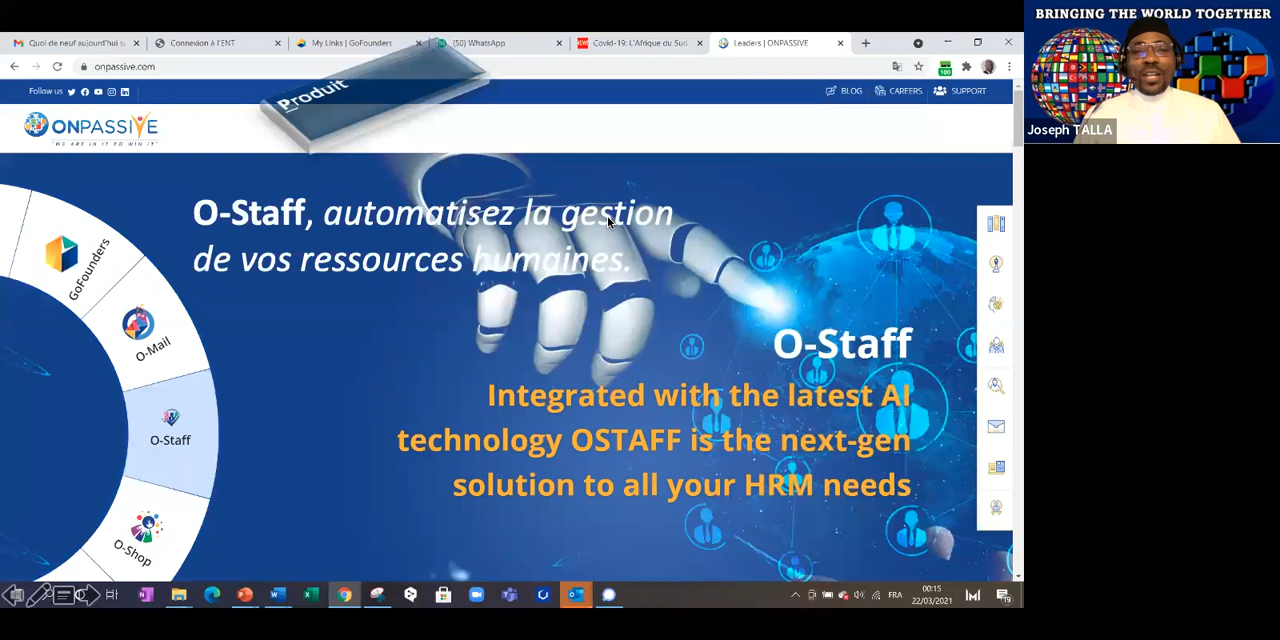 BRINGING THE WORLD TOGETHER
Joseph TALLA
Quoi de neuf aujourd'hui
Connexion à l'ENT
My Links | GoFounders
(50) WhatsApp
NEWS
Covid-19: L'Afrique du Sud
Leaders | ONPASSIVE
onpassive.com
100
Follow us
Produit
BLOG
CAREERS
SUPPORT
ONPASSIVE
"WE ARE IN IT TO WIN IT"
O-Staff, automatisez la gestion
de vos ressources humaines.
GoFounders
O-Mail
O-Staff
O-Shop
O-Staff
Integrated with the latest AI
technology OSTAFF is the next-gen
solution to all your HRM needs
FRA
00:15
22/03/2021
19